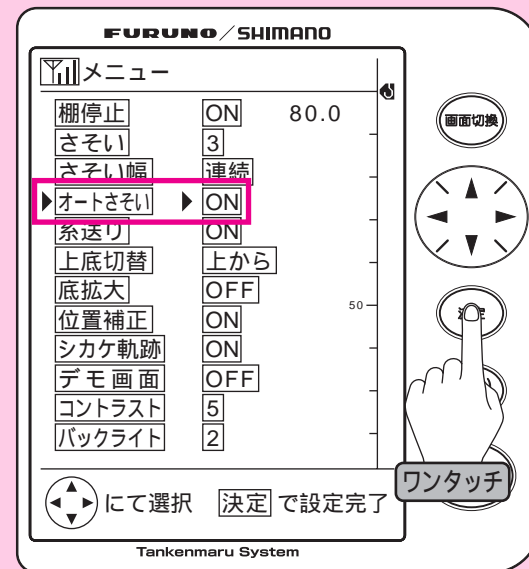 FURUNO/SHIMANO
メニュー
棚停止 ON 80.0
さそい 3
さそい幅 連続
オートさそい ON
糸送り ON
上底切替 上から
底拡大 OFF
50
位置補正 ON
シカケ軌跡 ON
デモ画面 OFF
コントラスト 5
バックライト 2
にて選択 決定 で設定完了
Tankenmaru System
画面切換
決定
ワンタッチ